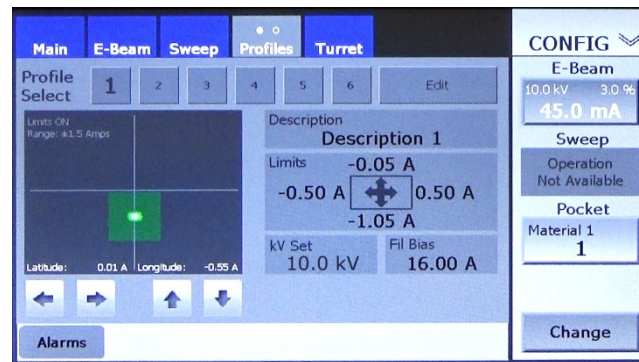 Main E-Beam Sweep Profiles Turret
Profile Select 1 2 3 4 5 6 Edit
Limits ON
Range: ±1.5 Amps
Latitude: 0.01 A Longitude: -0.55 A
Description
Description 1
Limits -0.05 A
-0.50 A 0.50 A
-1.05 A
kV Set
10.0 kV
Fil Bias
16.00 A
Alarms
CONFIG
E-Beam
10.0 kV 3.0 %
45.0 mA
Sweep
Operation
Not Available
Pocket
Material 1
1
Change